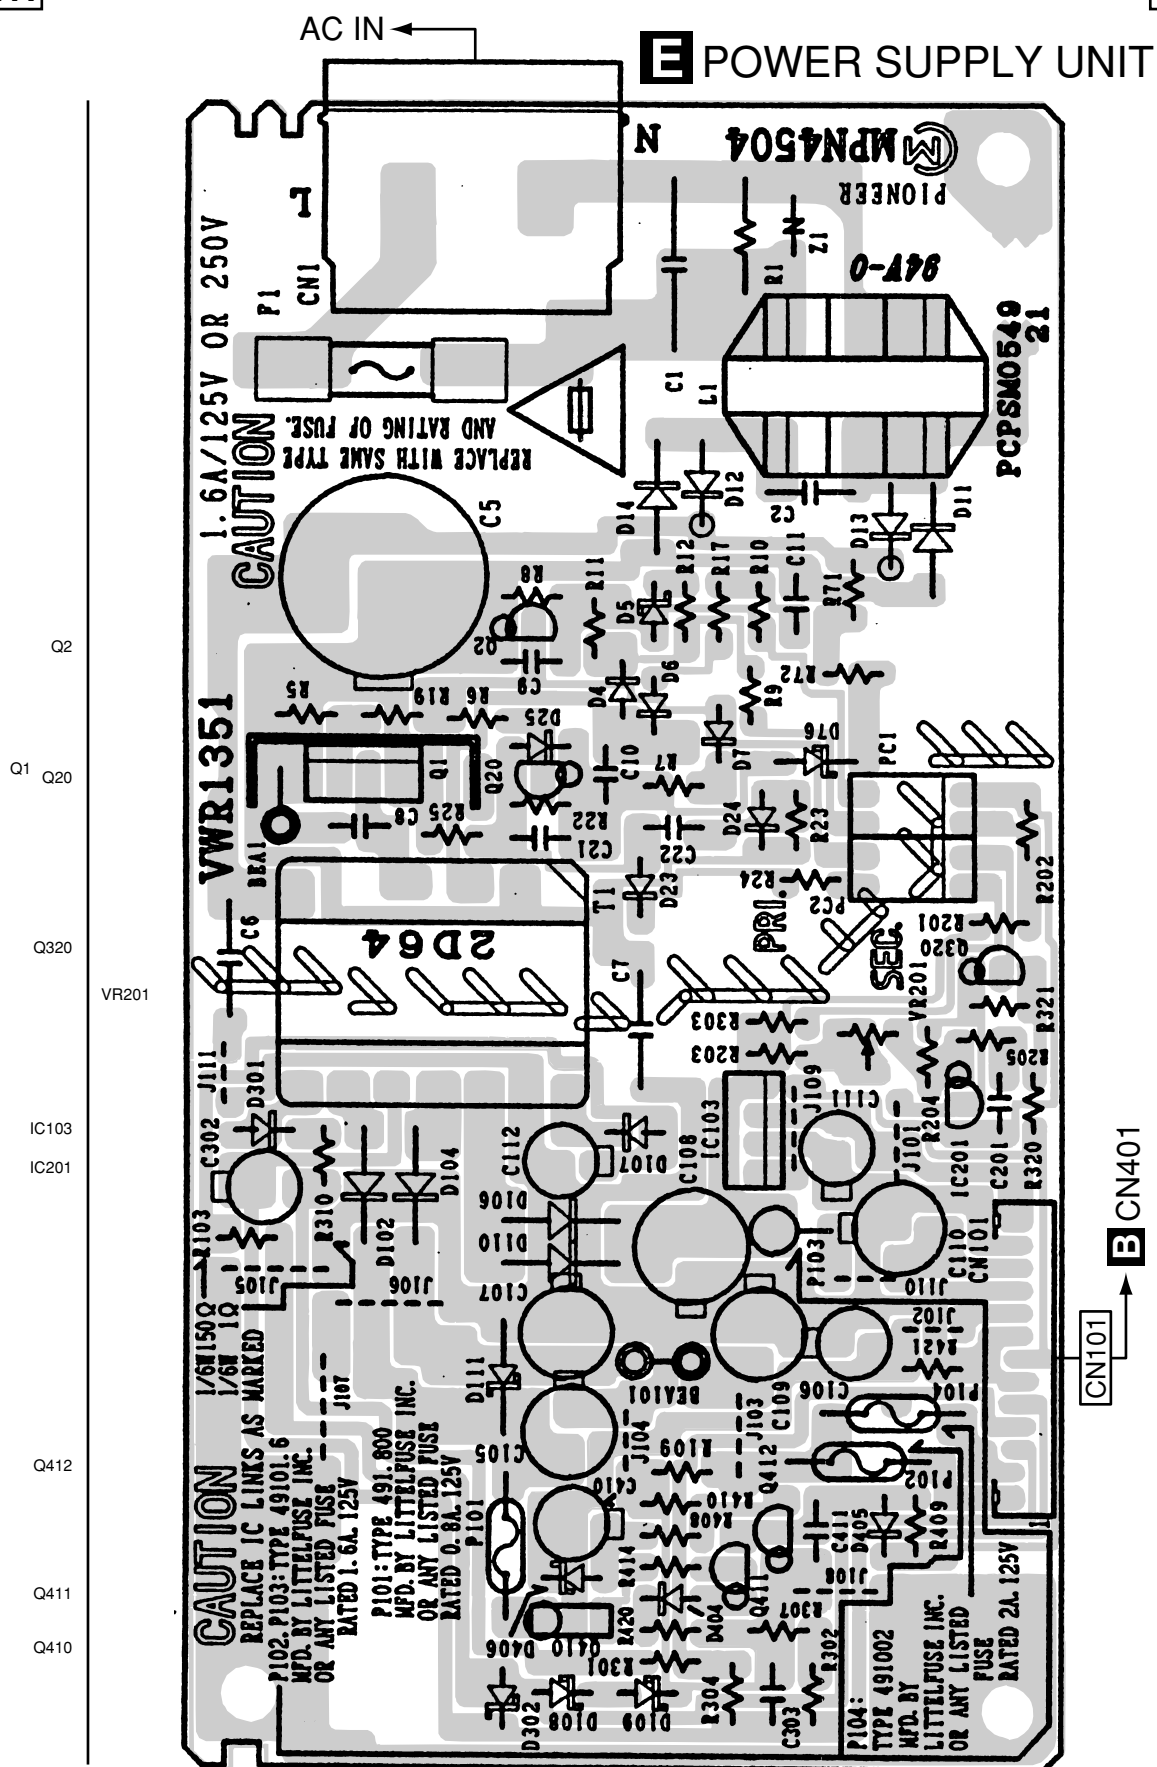 AC IN
E POWER SUPPLY UNIT
N
MPN4504
PIONEER
L
Z1
R1
94V-0
F1
CN1
1.6A/125V OR 250V
CAUTION
REPLACE WITH SAME TYPE
AND RATING OF FUSE.
C1
L1
PCPSM0549
21
C5
D14
D12
C2
D13
D11
R8
R11
R12
R17
R10
C11
R71
D5
Q2
Q2
C9
D4
D6
R9
R72
R5
R19
R6
D25
D76
PC1
VWR1351
Q1
Q20
Q1
Q20
C10
R7
D7
C8
R25
R22
C21
C22
D24
R23
BEA1
T1
D23
R24
PC2
R202
PRI.
SEC.
R201
Q320
Q320
C6
2D64
C7
VR201
VR201
R321
R303
R203
R205
J111
D301
J109
C111
R204
IC103
IC201
C302
C112
D107
C108
IC103
J101
IC201
C201
R320
R310
D102
D104
D106
D110
R103
J105
J106
C107
P103
J110
C110
CN101
B CN401
CN101
1/6W150Ω
1/6W 1Ω
J107
D111
BEA101
C109
C106
J102
R421
P104
CAUTION
REPLACE IC LINKS AS MARKED
P102,P103:TYPE 49101.6
MFD.BY LITTELFUSE INC.
OR ANY LISTED FUSE
RATED 1.6A,125V
P101:TYPE 491.800
MFD.BY LITTELFUSE INC.
OR ANY LISTED FUSE
RATED 0.8A,125V
C105
J104
R109
J103
Q412
Q412
P102
C410
P101
R410
R408
C411
D405
R409
R414
Q411
Q411
J108
D406
Q410
Q410
R420
D404
R307
R301
R302
D302
D108
D109
R304
C303
1
P104:
TYPE 491002
MFD.BY
LITTELFUSE INC.
OR ANY LISTED
FUSE
RATED 2A,125V